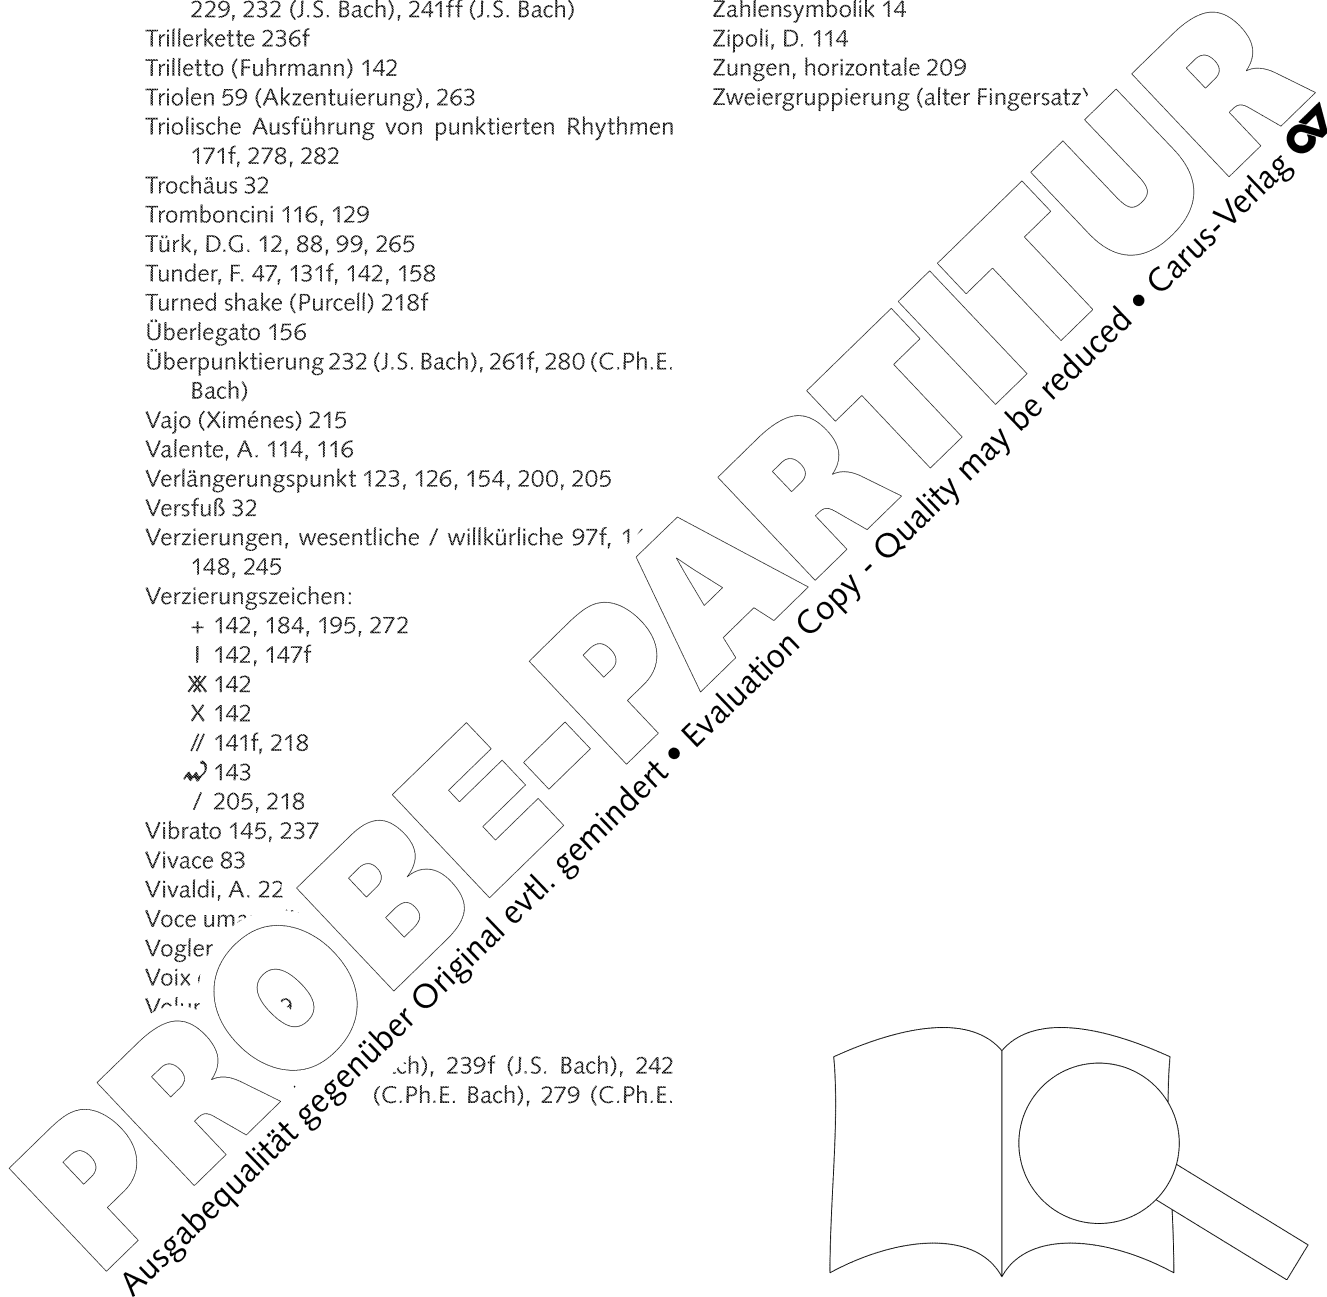 229, 232 (J.S. Bach), 241ff (J.S. Bach)
Trillerkette 236f
Trilletto (Fuhrmann) 142
Triolen 59 (Akzentuierung), 263
Triolische Ausführung von punktierten Rhythmen
171f, 278, 282
Trochäus 32
Tromboncini 116, 129
Türk, D.G. 12, 88, 99, 265
Tunder, F. 47, 131f, 142, 158
Turned shake (Purcell) 218f
Überlegato 156
Überpunktierung 232 (J.S. Bach), 261f, 280 (C.Ph.E.
Bach)
Vajo (Ximénes) 215
Valente, A. 114, 116
Verlängerungspunkt 123, 126, 154, 200, 205
Versfuß 32
Verzierungen, wesentliche / willkürliche 97f,
148, 245
Verzierungszeichen:
+ 142, 184, 195, 272
I 142, 147f
142
X 142
// 141f, 218
143
/ 205, 218
Vibrato 145, 237
Vivace 83
Vivaldi, A. 22
Voce
Vogler
Voix
239f (J.S. Bach), 242
(C.Ph.E. Bach), 279 (C.Ph.E.
Zahlensymbolik 14
Zipoli, D. 114
Zungen, horizontale 209
Zweiergruppierung (alter Fingersatz)
PROBE-PARTITUR
Ausgabequalität gegenüber Original evtl. gemindert • Evaluation Copy - Quality may be reduced • Carus-Verlag